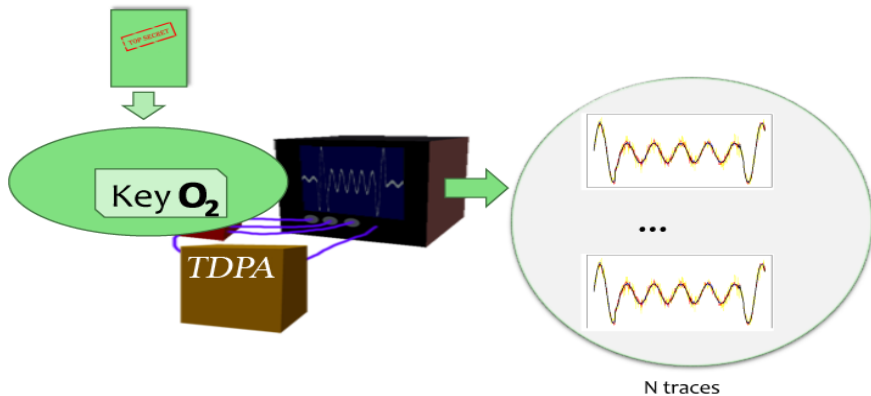 TOP SECRET
Key O₂
TDPA
...
N traces